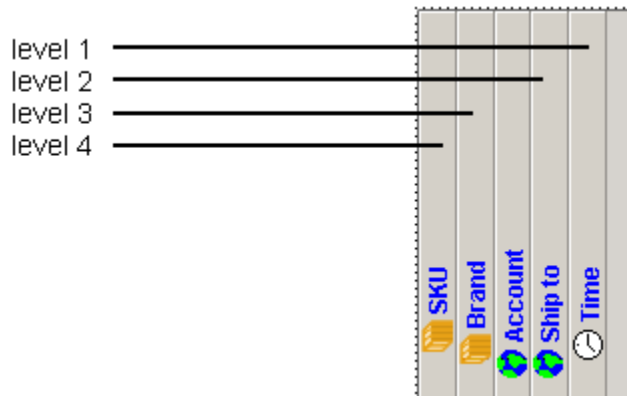 level 1
level 2
level 3
level 4
SKU
Brand
Account
Ship to
Time